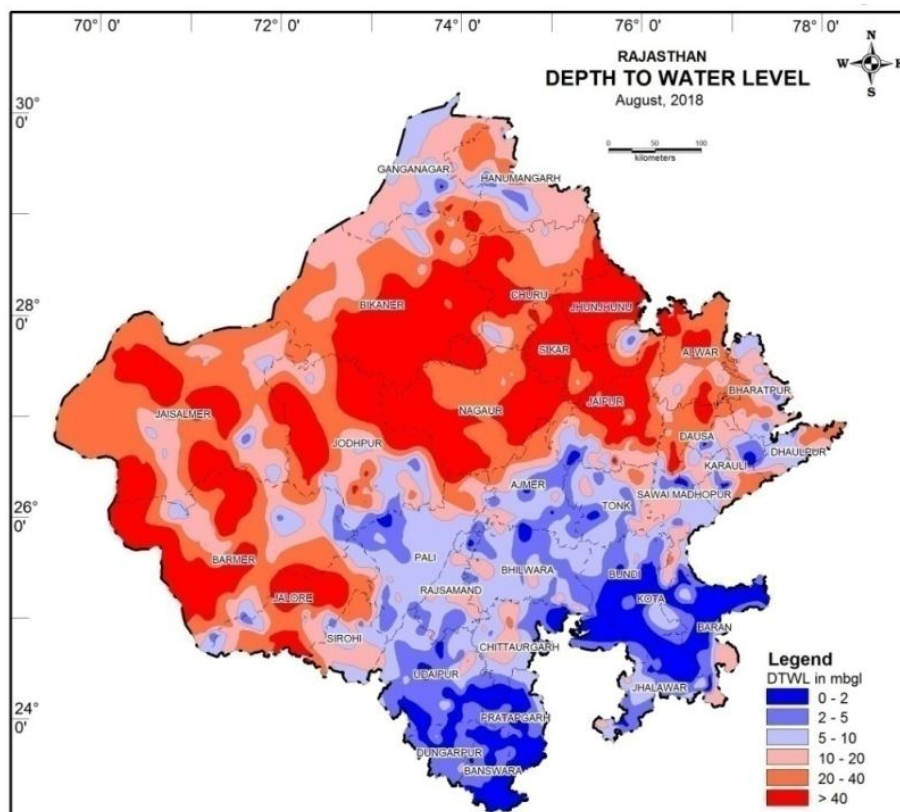 70° 0'
72° 0'
74° 0'
76° 0'
78° 0'
RAJASTHAN
DEPTH TO WATER LEVEL
August, 2018
N
W E
S
0 50 100
kilometers
30° 0'
28° 0'
26° 0'
24° 0'
GANGANAGAR
HANUMANGARH
BIKANER
CHURU
JHUNJHUNU
SIKAR
ALWAR
JAISALMER
NAGAUR
JAIPUR
BHARATPUR
JODHPUR
DAUSA
DHAULPUR
KARAULI
AJMER
SAWAI MADHOPUR
TONK
BARMER
PALI
BHILWARA
BUNDI
JALORE
RAJSAMAND
KOTA
BARAN
SIROHI
CHITTAURGARH
UDAIPUR
JHALAWAR
PRATAPGARH
DUNGARPUR
BANSWARA
Legend
DTWL in mbgl
0 - 2
2 - 5
5 - 10
10 - 20
20 - 40
> 40